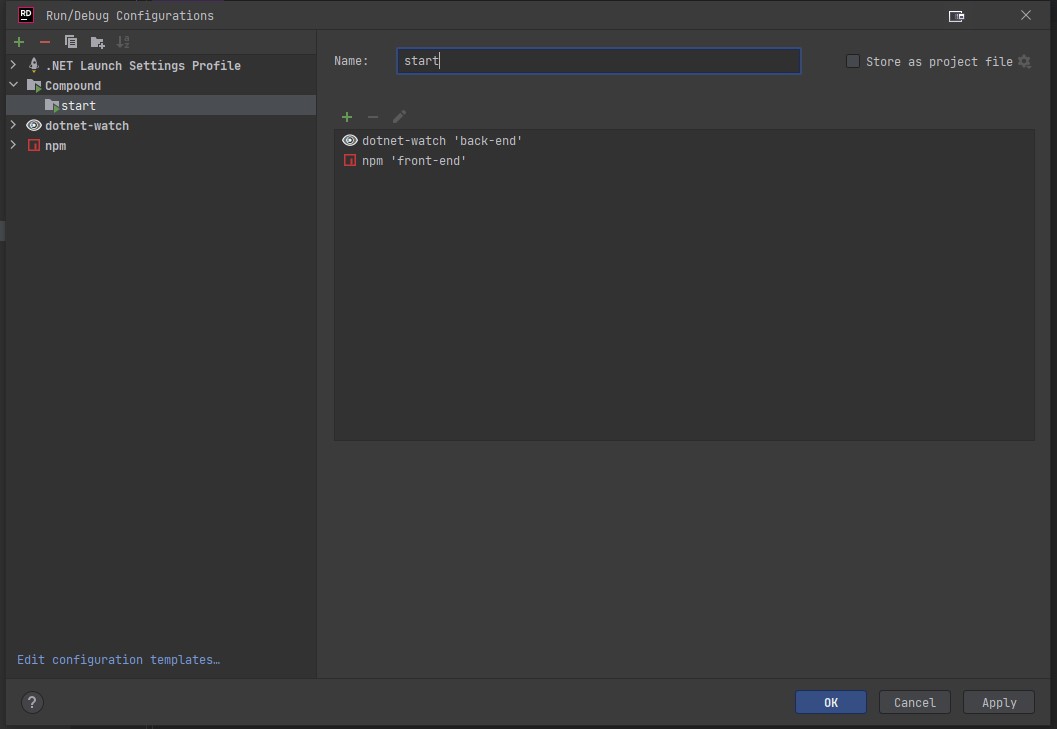 RD Run/Debug Configurations
.NET Launch Settings Profile
Compound
start
dotnet-watch
npm
Edit configuration templates…
Name: start
Store as project file
dotnet-watch 'back-end'
npm 'front-end'
?
OK Cancel Apply